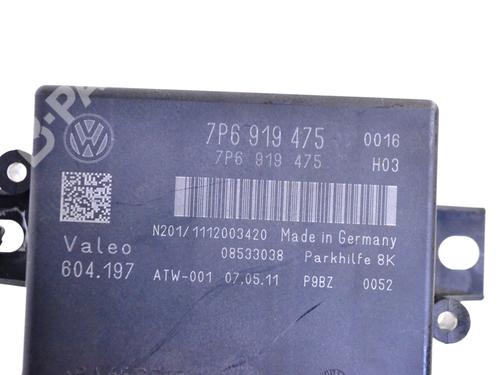 7P6 919 475 0016
7P6 919 475 H03
N201/1112003420 Made in Germany
Valeo 08533038 Parkhilfe 8K
604.197 ATW-001 07.05.11 P9BZ 0052